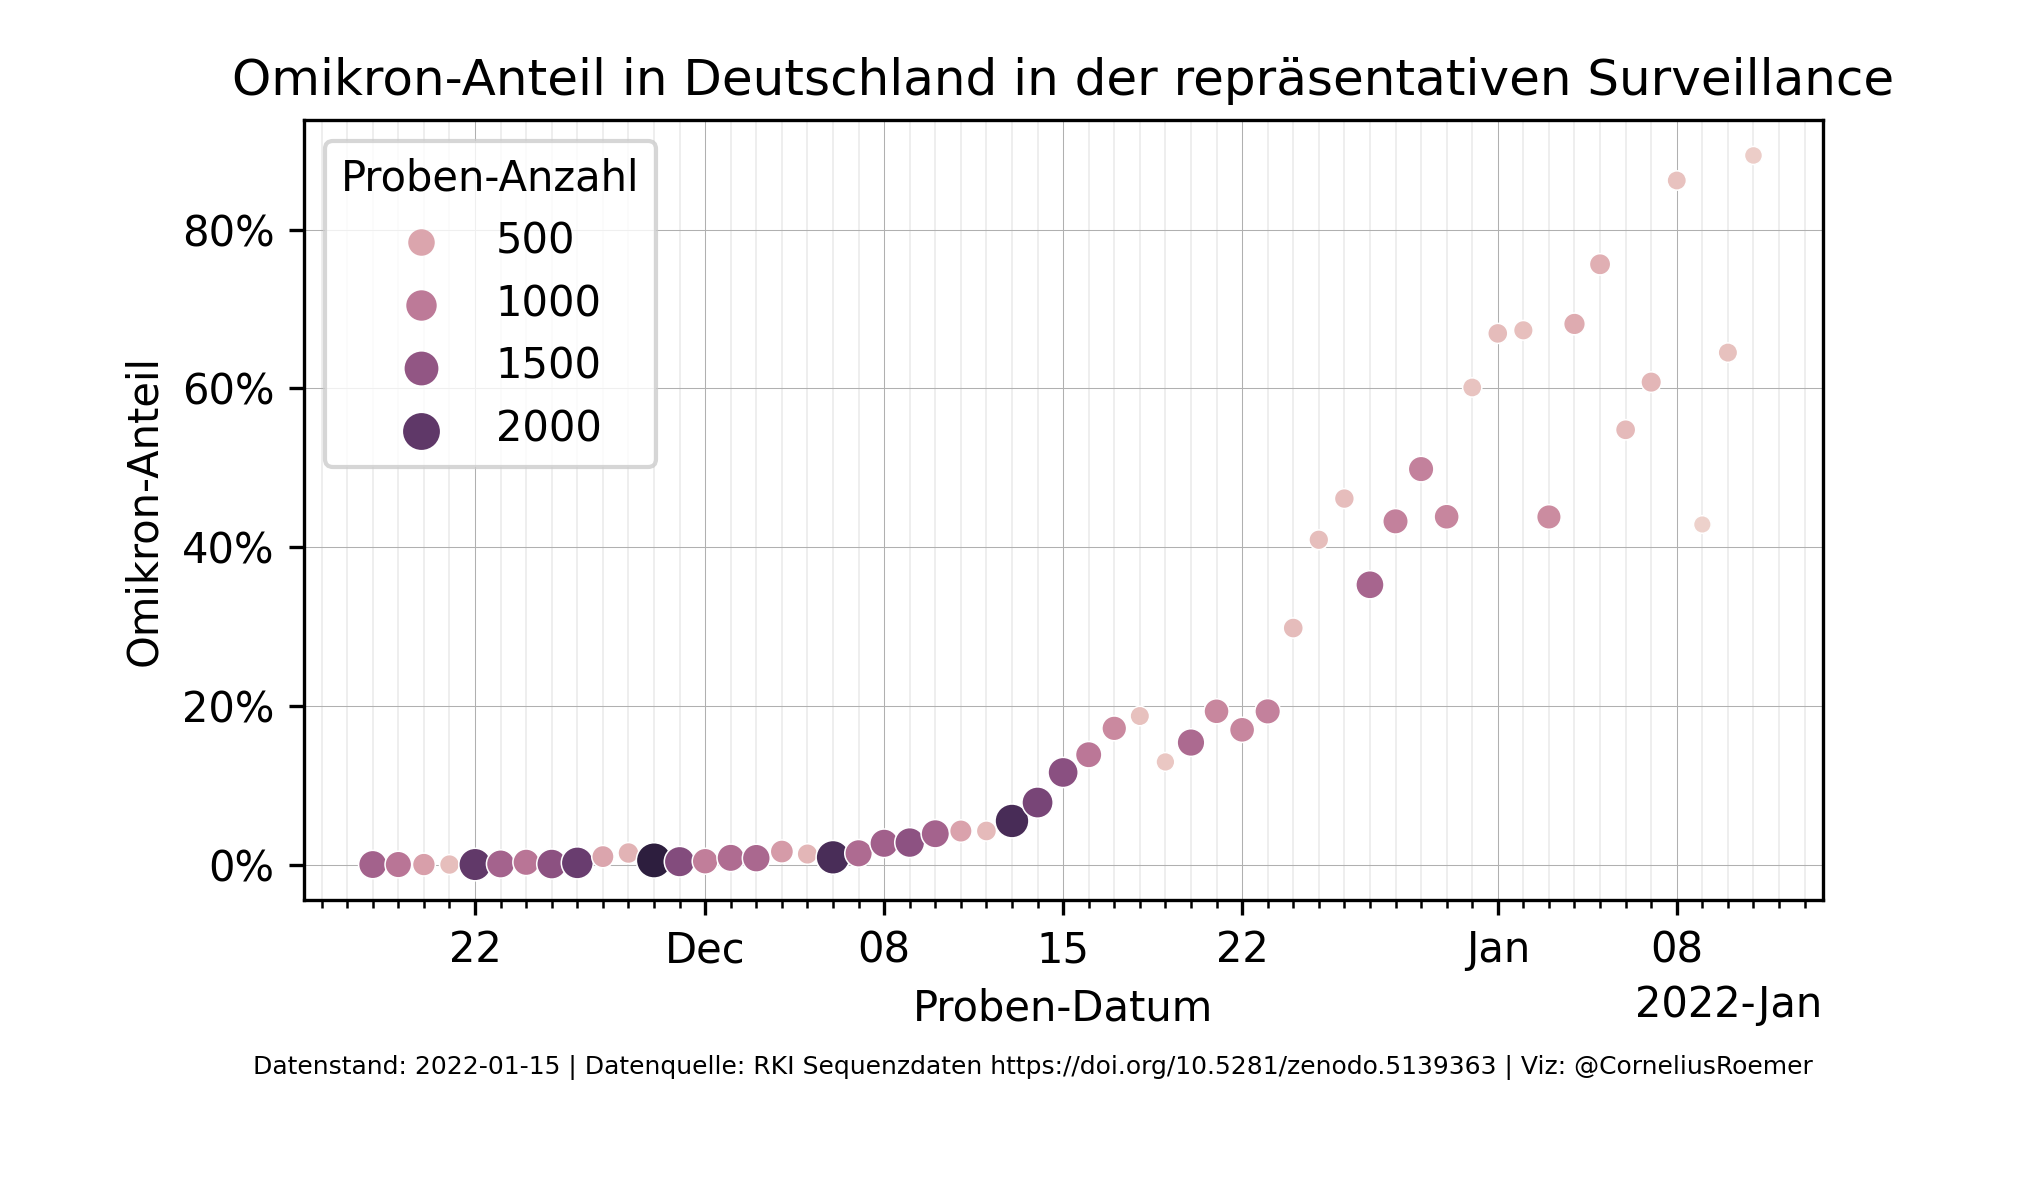 Omikron-Anteil in Deutschland in der repräsentativen Surveillance
Proben-Anzahl
500
1000
1500
2000
Omikron-Anteil
80%
60%
40%
20%
0%
22 Dec 08 15 22 Jan 08
Proben-Datum
2022-Jan
Datenstand: 2022-01-15 | Datenquelle: RKI Sequenzdaten https://doi.org/10.5281/zenodo.5139363 | Viz: @CorneliusRoemer